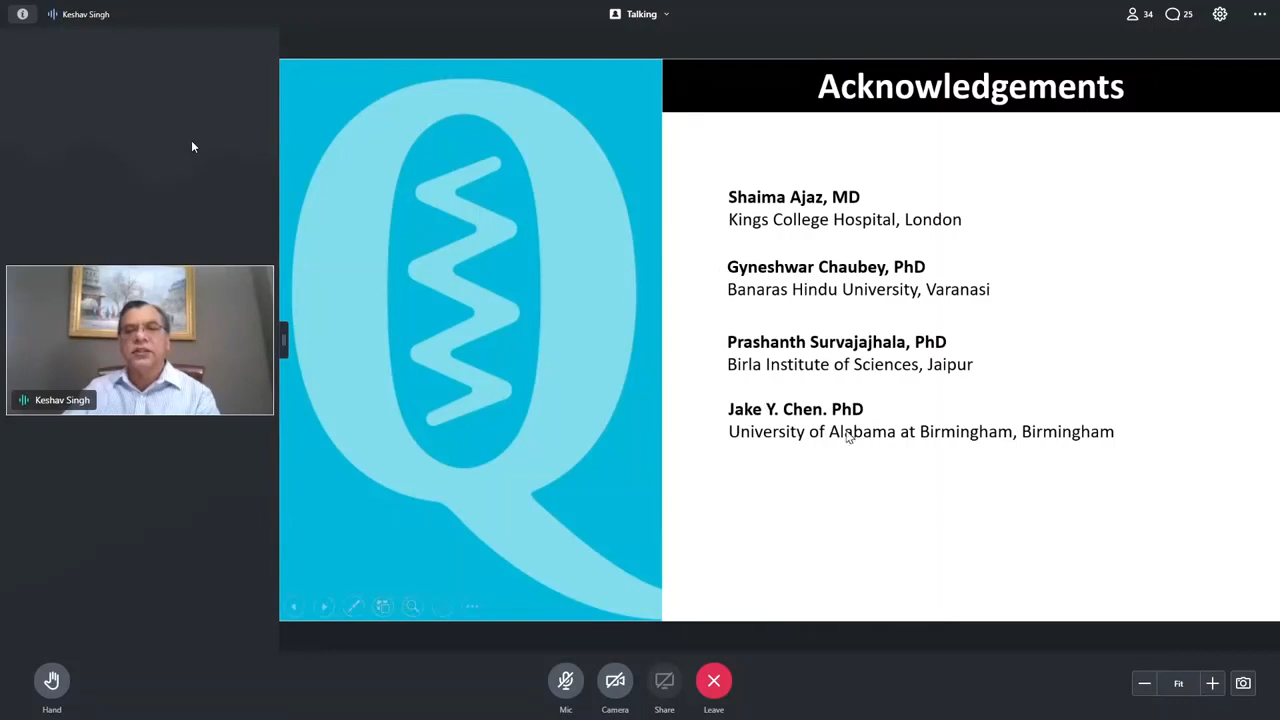 Keshav Singh
Talking
34
25
Acknowledgements
Shaima Ajaz, MD
Kings College Hospital, London
Gyneshwar Chaubey, PhD
Banaras Hindu University, Varanasi
Prashanth Survajajhala, PhD
Birla Institute of Sciences, Jaipur
Jake Y. Chen. PhD
University of Alabama at Birmingham, Birmingham
Keshav Singh
Q
Hand
Mic
Camera
Share
Leave
Fit